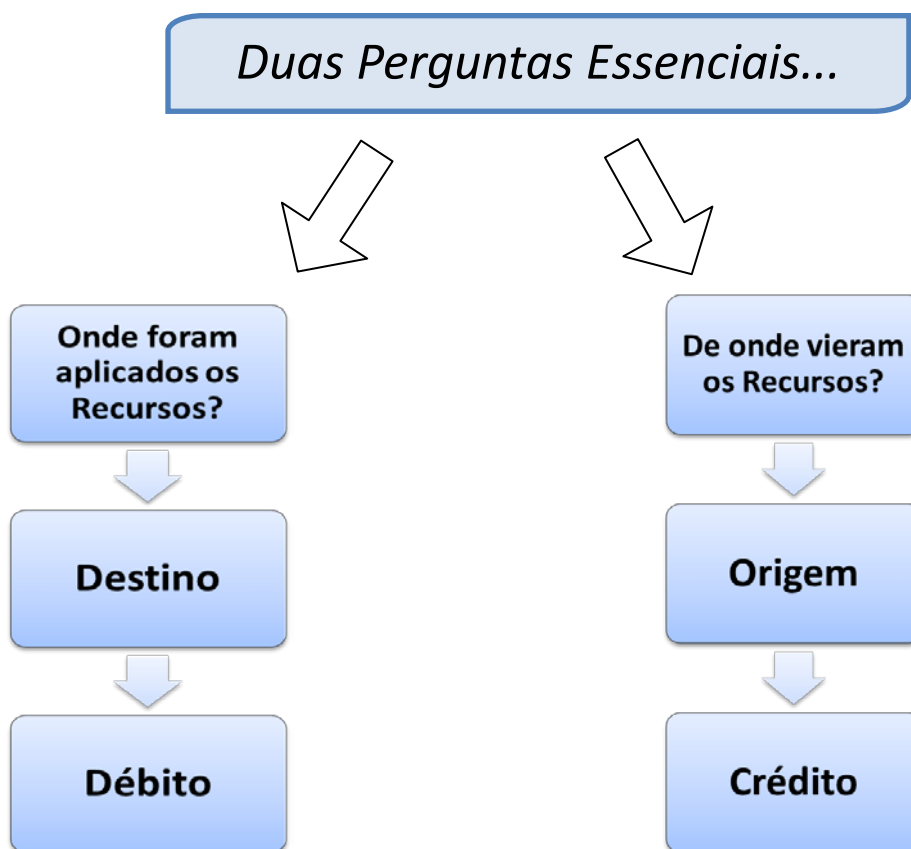 Duas Perguntas Essenciais...
Onde foram
aplicados os
Recursos?
Destino
Débito
De onde vieram
os Recursos?
Origem
Crédito